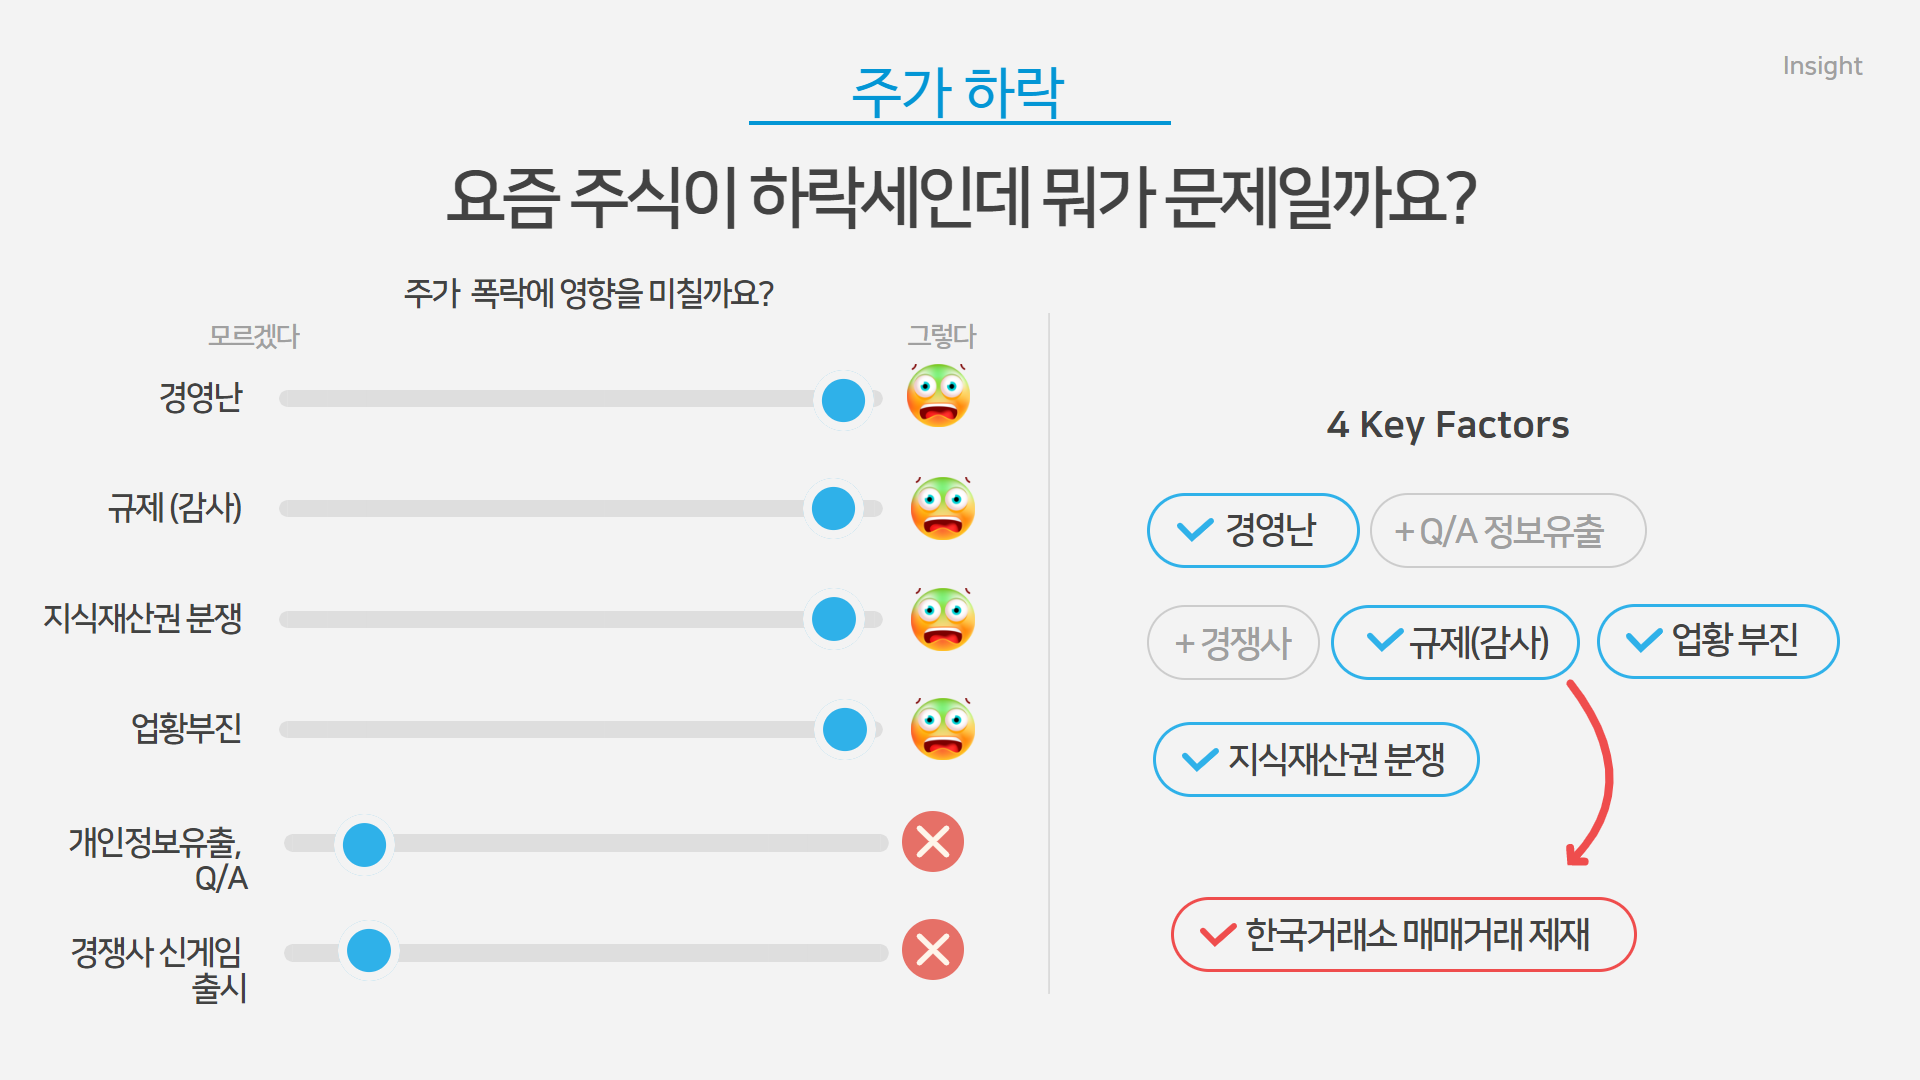 Insight
주가 하락
요즘 주식이 하락세인데 뭐가 문제일까요?
주가 폭락에 영향을 미칠까요?
모르겠다
그렇다
경영난
규제 (감사)
지식재산권 분쟁
업황부진
개인정보유출,
Q/A
경쟁사 신게임
출시
4 Key Factors
경영난
+ Q/A 정보유출
+ 경쟁사
규제(감사)
업황 부진
지식재산권 분쟁
한국거래소 매매거래 제재